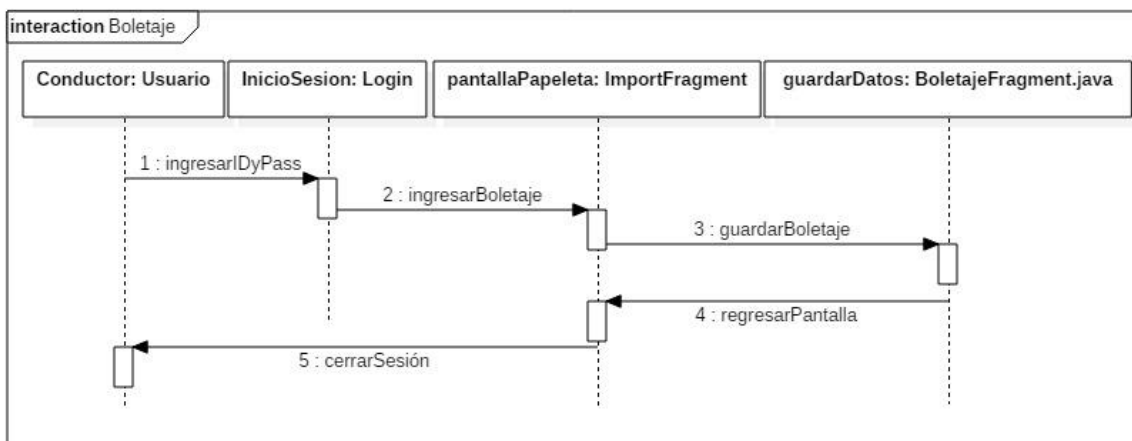 interaction Boletaje
Conductor: Usuario
InicioSesion: Login
pantallaPapeleta: ImportFragment
guardarDatos: BoletajeFragment.java
1 : ingresarIDyPass
2 : ingresarBoletaje
3 : guardarBoletaje
4 : regresarPantalla
5 : cerrarSesión